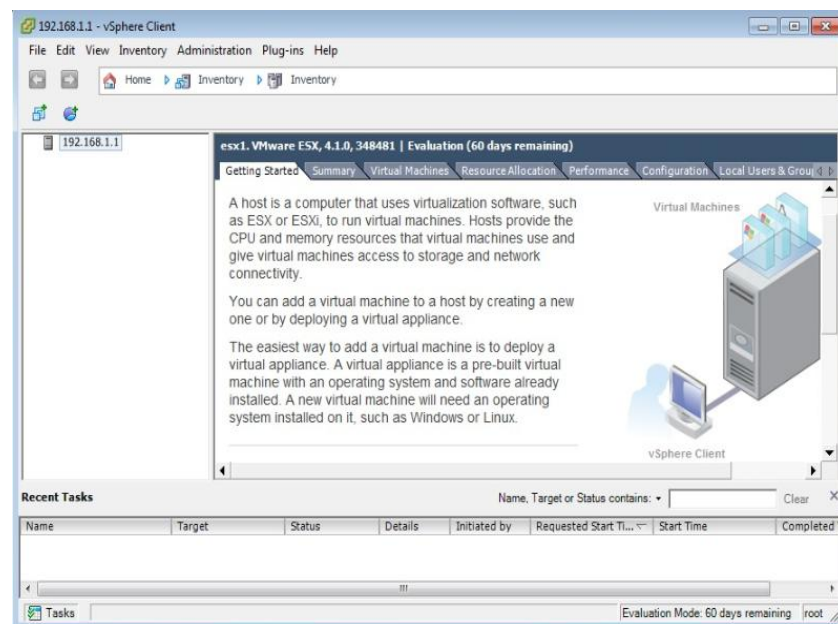 192.168.1.1 - vSphere Client
File Edit View Inventory Administration Plug-ins Help
Home Inventory Inventory
192.168.1.1
esx1. VMware ESX, 4.1.0, 348481 | Evaluation (60 days remaining)
Getting Started Summary Virtual Machines Resource Allocation Performance Configuration Local Users & Group
A host is a computer that uses virtualization software, such
as ESX or ESXi, to run virtual machines. Hosts provide the
CPU and memory resources that virtual machines use and
give virtual machines access to storage and network
connectivity.
You can add a virtual machine to a host by creating a new
one or by deploying a virtual appliance.
The easiest way to add a virtual machine is to deploy a
virtual appliance. A virtual appliance is a pre-built virtual
machine with an operating system and software already
installed. A new virtual machine will need an operating
system installed on it, such as Windows or Linux.
Virtual Machines
vSphere Client
Recent Tasks Name, Target or Status contains: Clear
Name Target Status Details Initiated by Requested Start Ti... Start Time Completed
Tasks Evaluation Mode: 60 days remaining root